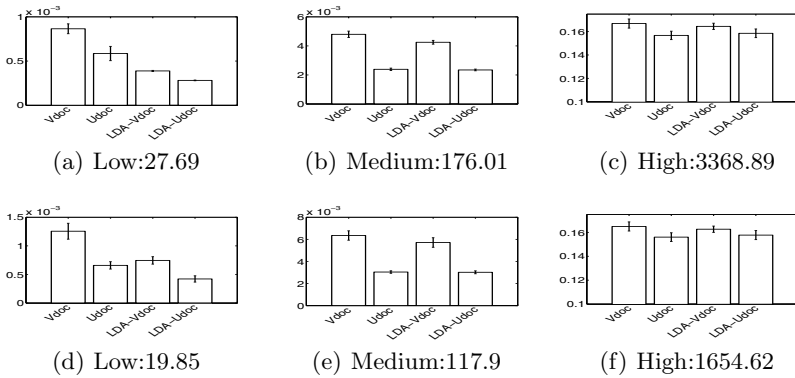 x 10⁻³
1
0.5
0
Vdoc
Udoc
LDA-Vdoc
LDA-Udoc
(a) Low:27.69
x 10⁻³
6
4
2
0
Vdoc
Udoc
LDA-Vdoc
LDA-Udoc
(b) Medium:176.01
0.16
0.14
0.12
0.1
Vdoc
Udoc
LDA-Vdoc
LDA-Udoc
(c) High:3368.89
x 10⁻³
1.5
1
0.5
0
Vdoc
Udoc
LDA-Vdoc
LDA-Udoc
(d) Low:19.85
x 10⁻³
8
6
4
2
0
Vdoc
Udoc
LDA-Vdoc
LDA-Udoc
(e) Medium:117.9
0.16
0.14
0.12
0.1
Vdoc
Udoc
LDA-Vdoc
LDA-Udoc
(f) High:1654.62